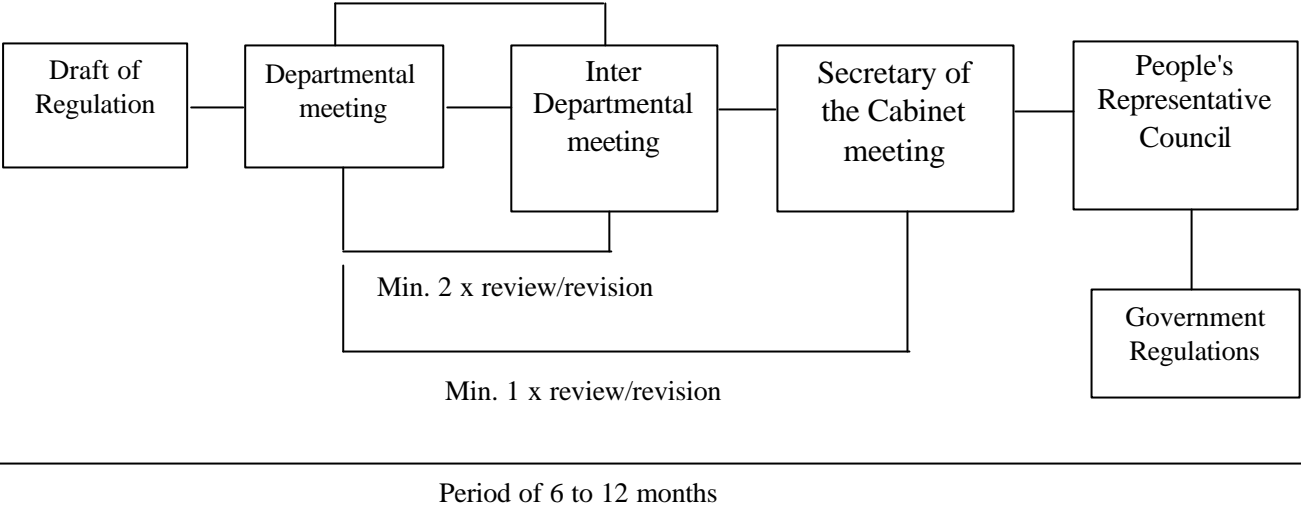 Draft of
Regulation
Departmental
meeting
Inter
Departmental
meeting
Secretary of
the Cabinet
meeting
People's
Representative
Council
Min. 2 x review/revision
Government
Regulations
Min. 1 x review/revision
Period of 6 to 12 months